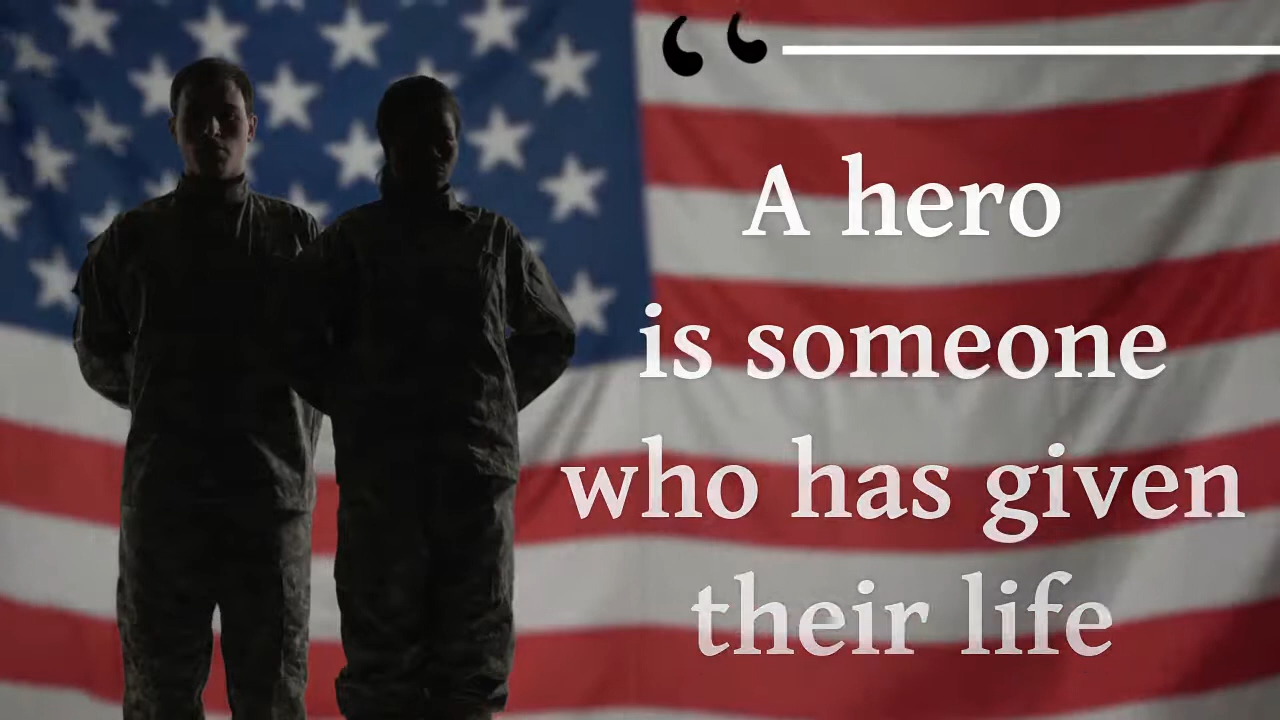 “
A hero
is someone
who has given
their life